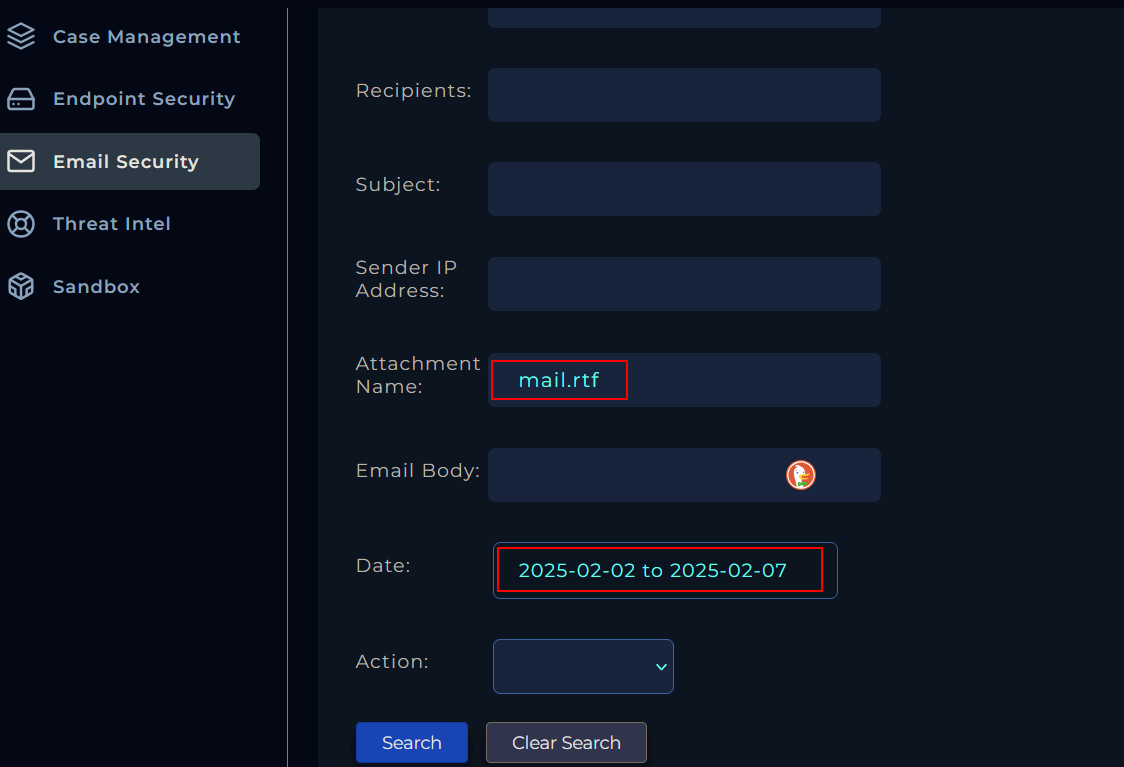 Case Management
Endpoint Security
Email Security
Threat Intel
Sandbox
Recipients:
Subject:
Sender IP
Address:
Attachment
Name:
mail.rtf
Email Body:
Date:
2025-02-02 to 2025-02-07
Action:
Search
Clear Search